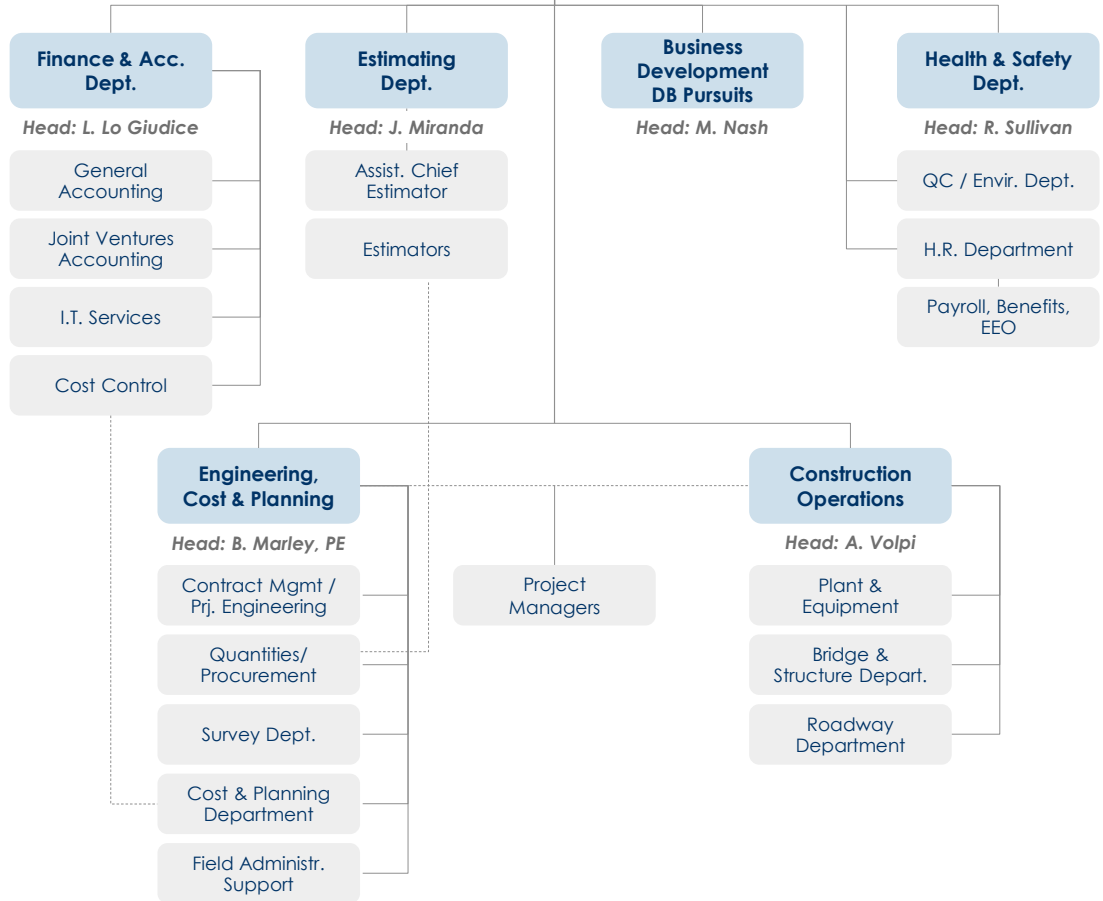 Finance & Acc.
Dept.
Head: L. Lo Giudice
General
Accounting
Joint Ventures
Accounting
I.T. Services
Cost Control
Estimating
Dept.
Head: J. Miranda
Assist. Chief
Estimator
Estimators
Business
Development
DB Pursuits
Head: M. Nash
Health & Safety
Dept.
Head: R. Sullivan
QC / Envir. Dept.
H.R. Department
Payroll, Benefits,
EEO
Engineering,
Cost & Planning
Head: B. Marley, PE
Contract Mgmt /
Prj. Engineering
Quantities/
Procurement
Survey Dept.
Cost & Planning
Department
Field Administr.
Support
Project
Managers
Construction
Operations
Head: A. Volpi
Plant &
Equipment
Bridge &
Structure Depart.
Roadway
Department